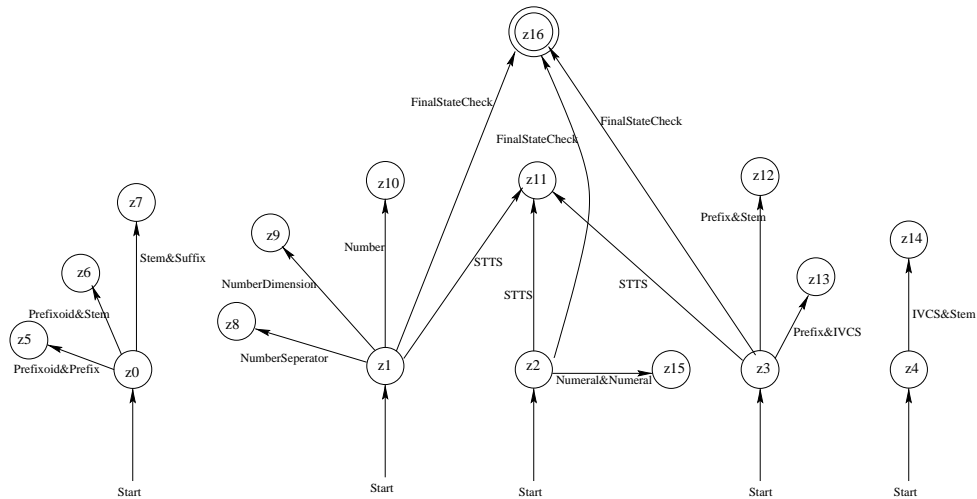 z16
FinalStateCheck
FinalStateCheck
FinalStateCheck
z10
z11
z12
z7
z9
Number
Prefix&Stem
z14
z6
Stem&Suffix
STTS
STTS
STTS
z13
NumberDimension
Prefixoid&Stem
z5
z8
IVCS&Stem
Prefix&IVCS
NumberSeperator
Prefixoid&Prefix
z0
z1
z2
Numeral&Numeral
z15
z3
z4
Start
Start
Start
Start
Start